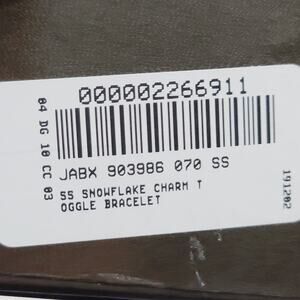 000002266911
JABX 903986 070 SS
SS SNOWFLAKE CHARM T
OGGLE BRACELET
04 DG 10 CC 03
191202